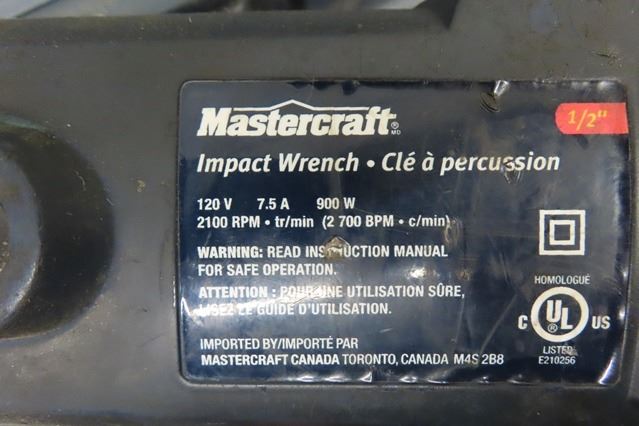 Mastercraft®
MD
1/2"
Impact Wrench • Clé à percussion
120 V 7.5 A 900 W
2100 RPM • tr/min (2 700 BPM • c/min)
WARNING: READ INSTRUCTION MANUAL
FOR SAFE OPERATION.
ATTENTION : POUR UNE UTILISATION SÛRE,
LISEZ LE GUIDE D'UTILISATION.
IMPORTED BY/IMPORTÉ PAR
MASTERCRAFT CANADA TORONTO, CANADA M4S 2B8
HOMOLOGUÉ
C UL® US
LISTED
E210256